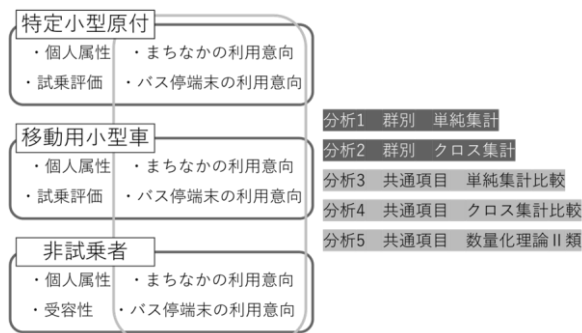 特定小型原付
・個人属性 ・まちなかの利用意向
・試乗評価 ・バス停端末の利用意向
移動用小型車
・個人属性 ・まちなかの利用意向
・試乗評価 ・バス停端末の利用意向
非試乗者
・個人属性 ・まちなかの利用意向
・受容性 ・バス停端末の利用意向
分析1 群別 単純集計
分析2 群別 クロス集計
分析3 共通項目 単純集計比較
分析4 共通項目 クロス集計比較
分析5 共通項目 数量化理論Ⅱ類